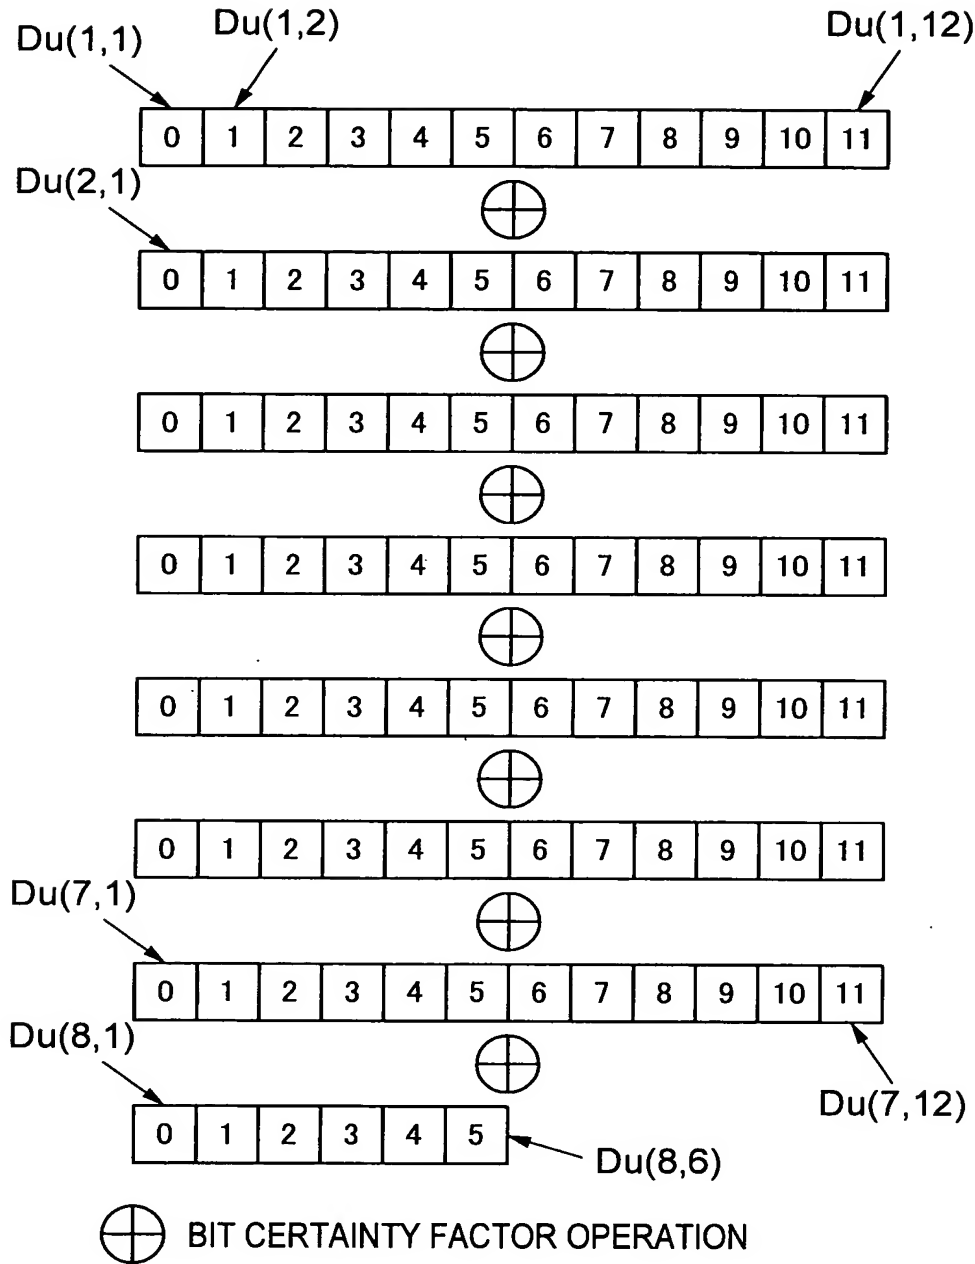 Du(1,1) Du(1,2) Du(1,12)
0 1 2 3 4 5 6 7 8 9 10 11
Du(2,1)
0 1 2 3 4 5 6 7 8 9 10 11
0 1 2 3 4 5 6 7 8 9 10 11
0 1 2 3 4 5 6 7 8 9 10 11
0 1 2 3 4 5 6 7 8 9 10 11
0 1 2 3 4 5 6 7 8 9 10 11
Du(7,1)
0 1 2 3 4 5 6 7 8 9 10 11
Du(8,1)
Du(7,12)
0 1 2 3 4 5
Du(8,6)
BIT CERTAINTY FACTOR OPERATION